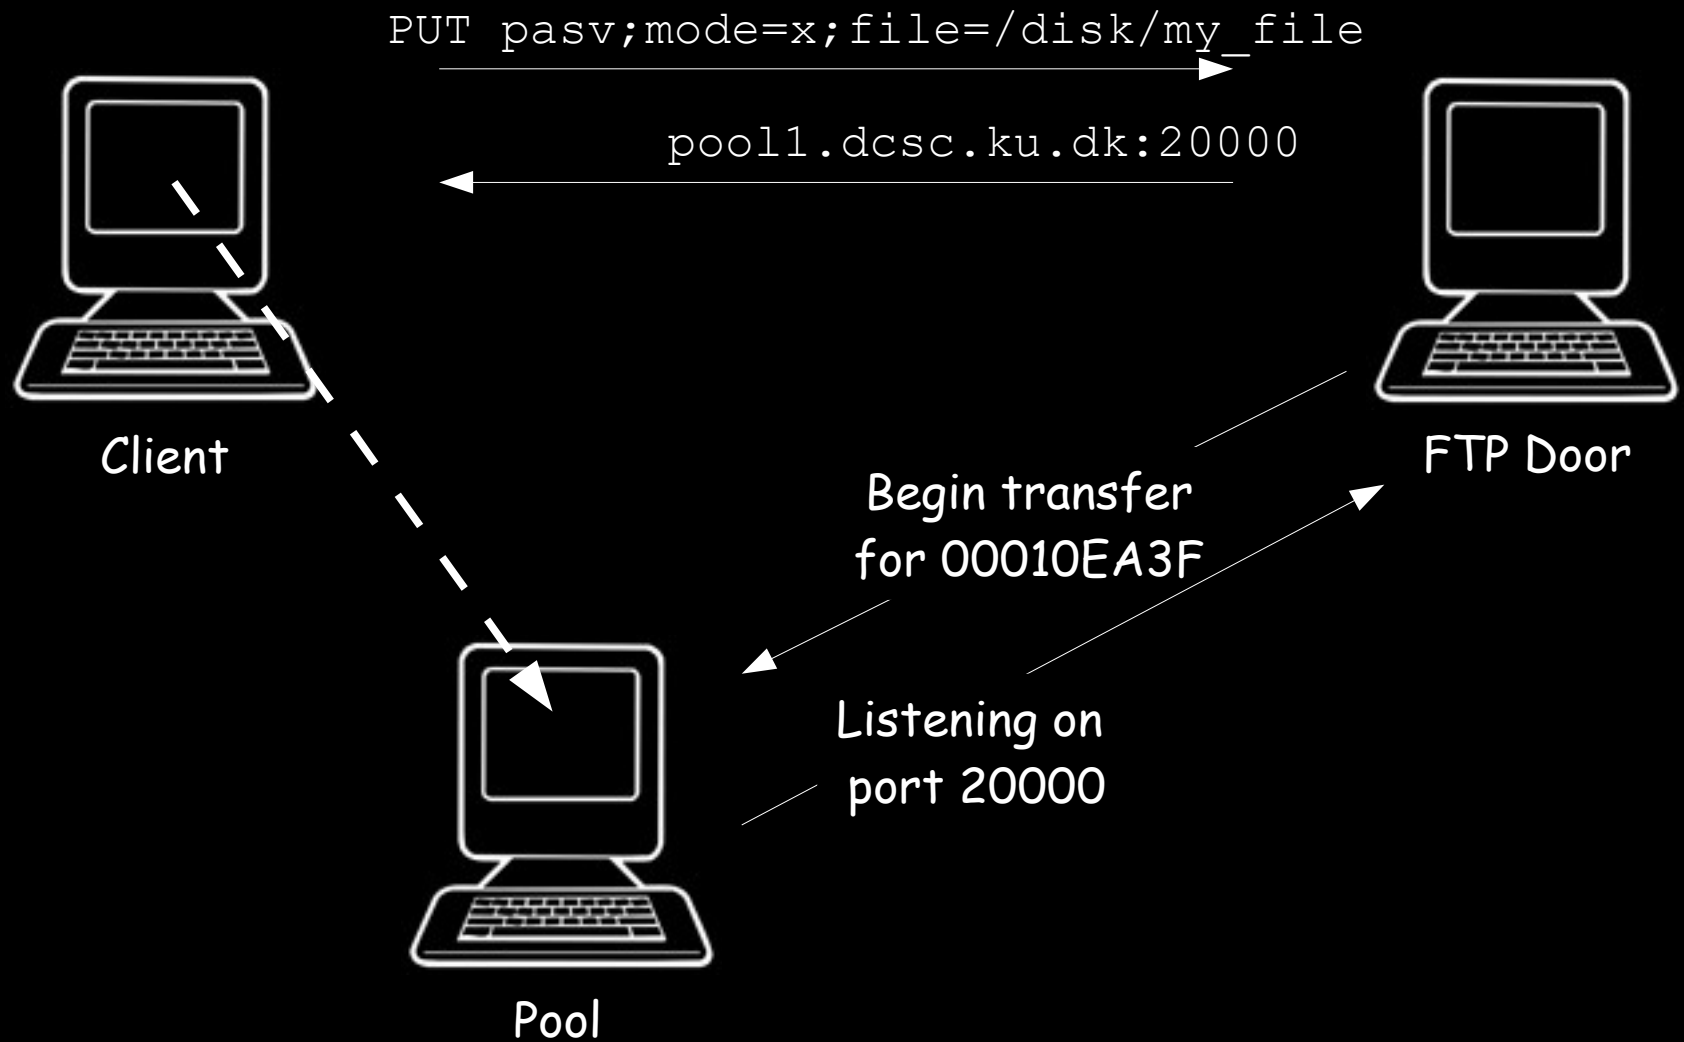 PUT pasv;mode=x;file=/disk/my_file
pool1.dcsc.ku.dk:20000
Client
FTP Door
Begin transfer
for 00010EA3F
Listening on
port 20000
Pool